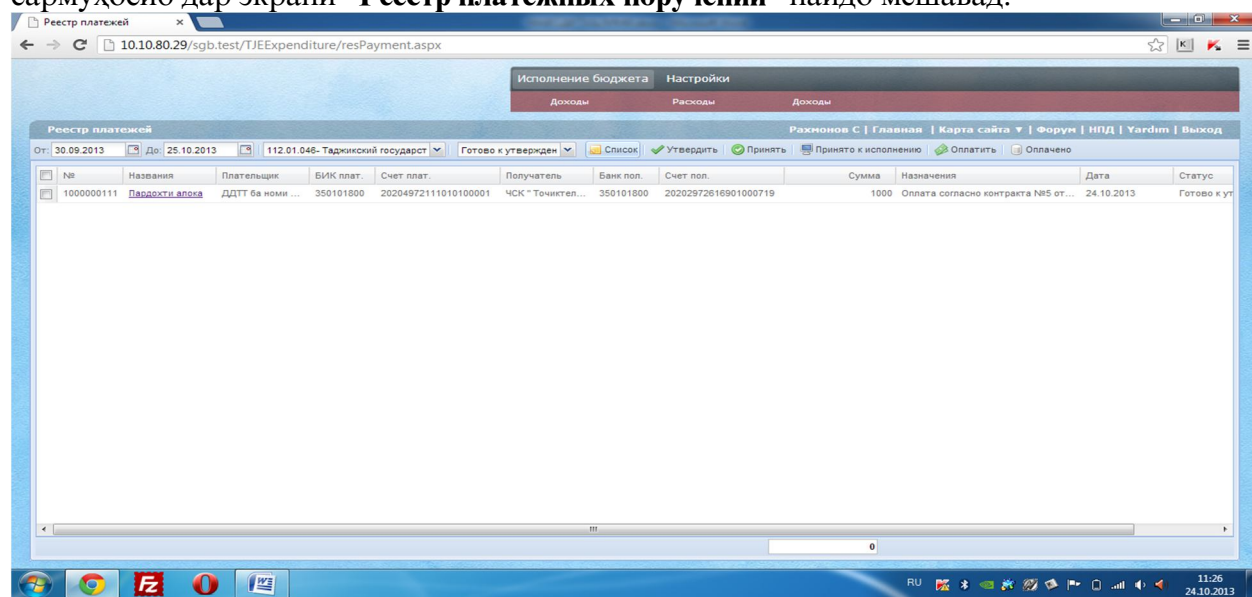 сармуҳосиб дар экрани “Реестр платежных поручений” пайдо мешавад.
Реестр платежей
10.10.80.29/sgb.test/TJEExpenditure/resPayment.aspx
Исполнение бюджета Настройки
Доходы Расходы Доходы
Реестр платежей Рахмонов С | Главная | Карта сайта ▼ | Форум | НПД | Yardım | Выход
От: 30.09.2013 До: 25.10.2013 112.01.046- Таджикский государст Готово к утвержден Список Утвердить Принять Принято к исполнению Оплатить Оплачено
№ Названия Плательщик БИК плат. Счет плат. Получатель Банк пол. Счет пол. Сумма Назначения Дата Статус
1000000111 Пардохти алока ДДТТ ба номи ... 350101800 20204972111010100001 ЧСК " Точиктел... 350101800 20202972616901000719 1000 Оплата согласно контракта №5 от... 24.10.2013 Готово к ут
0
RU 11:26
24.10.2013